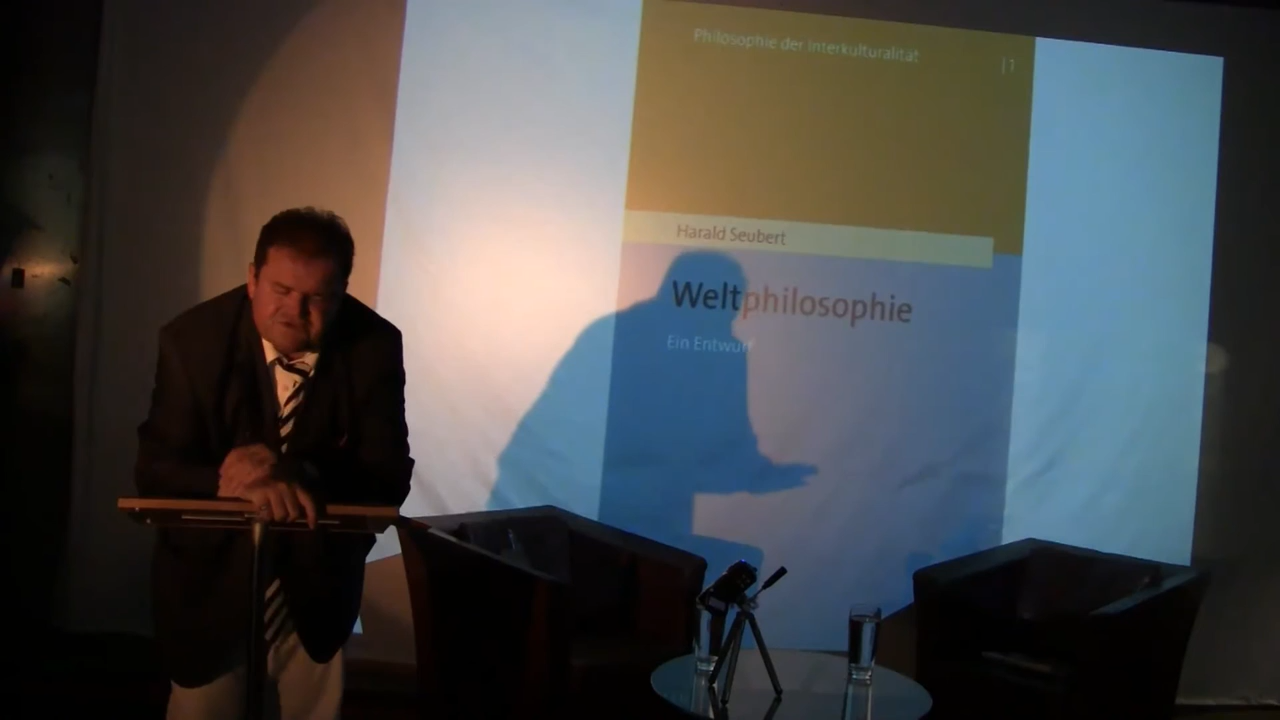 Philosophie der Interkulturalität
| 1
Harald Seubert
Weltphilosophie
Ein Entwurf